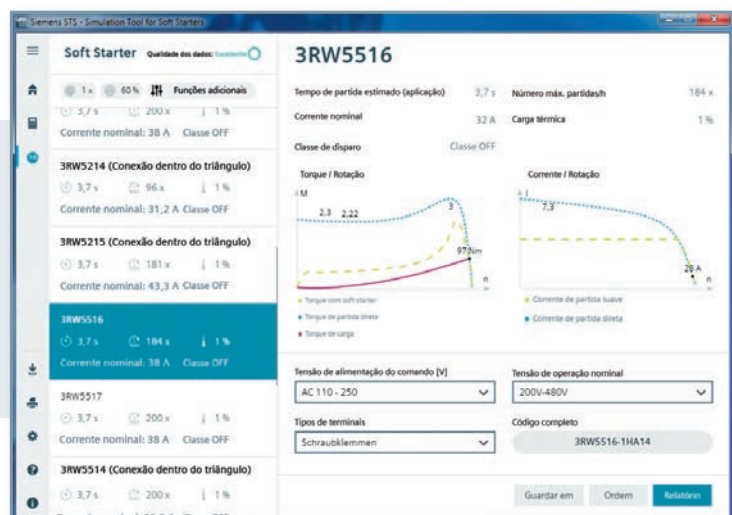 Siemens STS - Simulation Tool for Soft Starters
Soft Starter Qualidade dos dados: Excelente
1 x 60 % Funções adicionais
3,7 s 200 x 1 %
Corrente nominal: 38 A Classe OFF
3RW5214 (Conexão dentro do triângulo)
3,7 s 96 x 1 %
Corrente nominal: 31,2 A Classe OFF
3RW5215 (Conexão dentro do triângulo)
3,7 s 181 x 1 %
Corrente nominal: 43,3 A Classe OFF
3RW5516
3,7 s 184 x 1 %
Corrente nominal: 38 A Classe OFF
3RW5517
3,7 s 200 x 1 %
Corrente nominal: 38 A Classe OFF
3RW5514 (Conexão dentro do triângulo)
3,7 s 200 x 1 %
3RW5516
Tempo de partida estimado (aplicação) 3,7 s Número máx. partidas/h 184 x
Corrente nominal 32 A Carga térmica 1 %
Classe de disparo Classe OFF
Torque / Rotação
M
2,3 2,22 3
97 Nm
n
Torque com soft starter
Torque de partida direta
Torque de carga
Corrente / Rotação
I
7,3
28 A
n
Corrente de partida suave
Corrente de partida direta
Tensão de alimentação do comando [V] Tensão de operação nominal
AC 110 - 250 200V-480V
Tipos de terminais Código completo
Schraubklemmen 3RW5516-1HA14
Guardar em Ordem Relatório